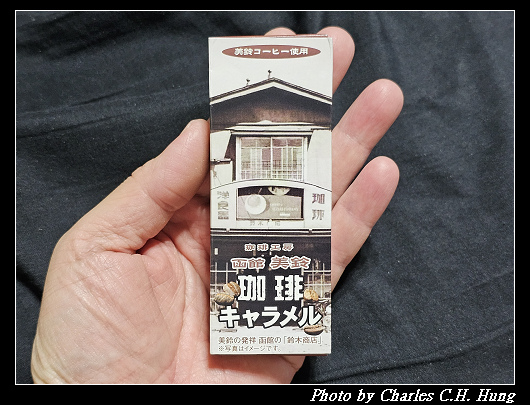 美鈴コーヒー使用
珈琲
珈琲工房
函館 美鈴
珈琲
キャラメル
美鈴の発祥 函館の「鈴木商店」
※写真はイメージです
Photo by Charles C.H. Hung